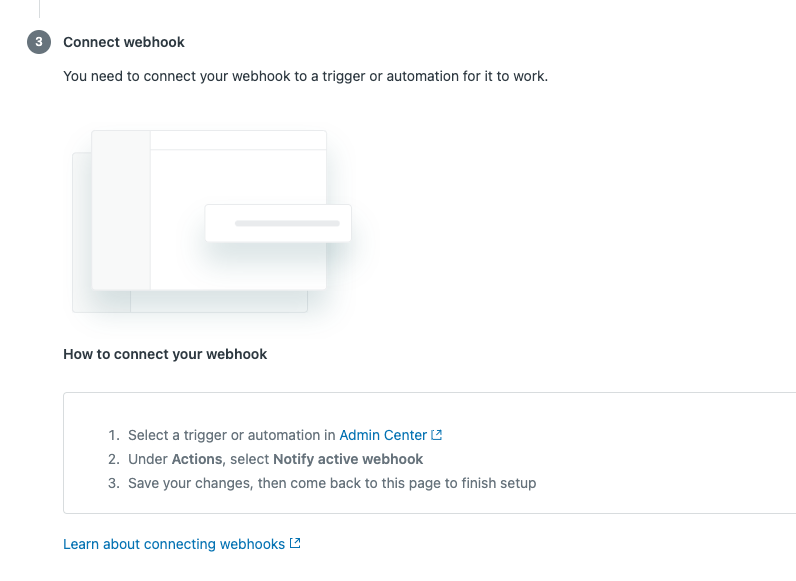 3 Connect webhook
You need to connect your webhook to a trigger or automation for it to work.
How to connect your webhook
1. Select a trigger or automation in Admin Center
2. Under Actions, select Notify active webhook
3. Save your changes, then come back to this page to finish setup
Learn about connecting webhooks